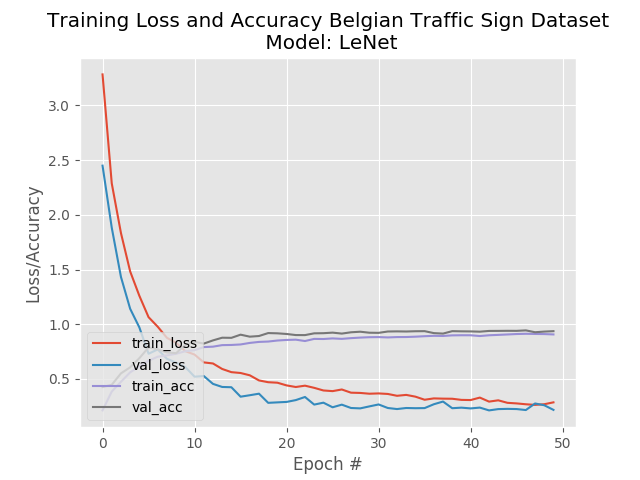 Training Loss and Accuracy Belgian Traffic Sign Dataset
Model: LeNet
Loss/Accuracy
3.0
2.5
2.0
1.5
1.0
0.5
train_loss
val_loss
train_acc
val_acc
0
10
20
30
40
50
Epoch #